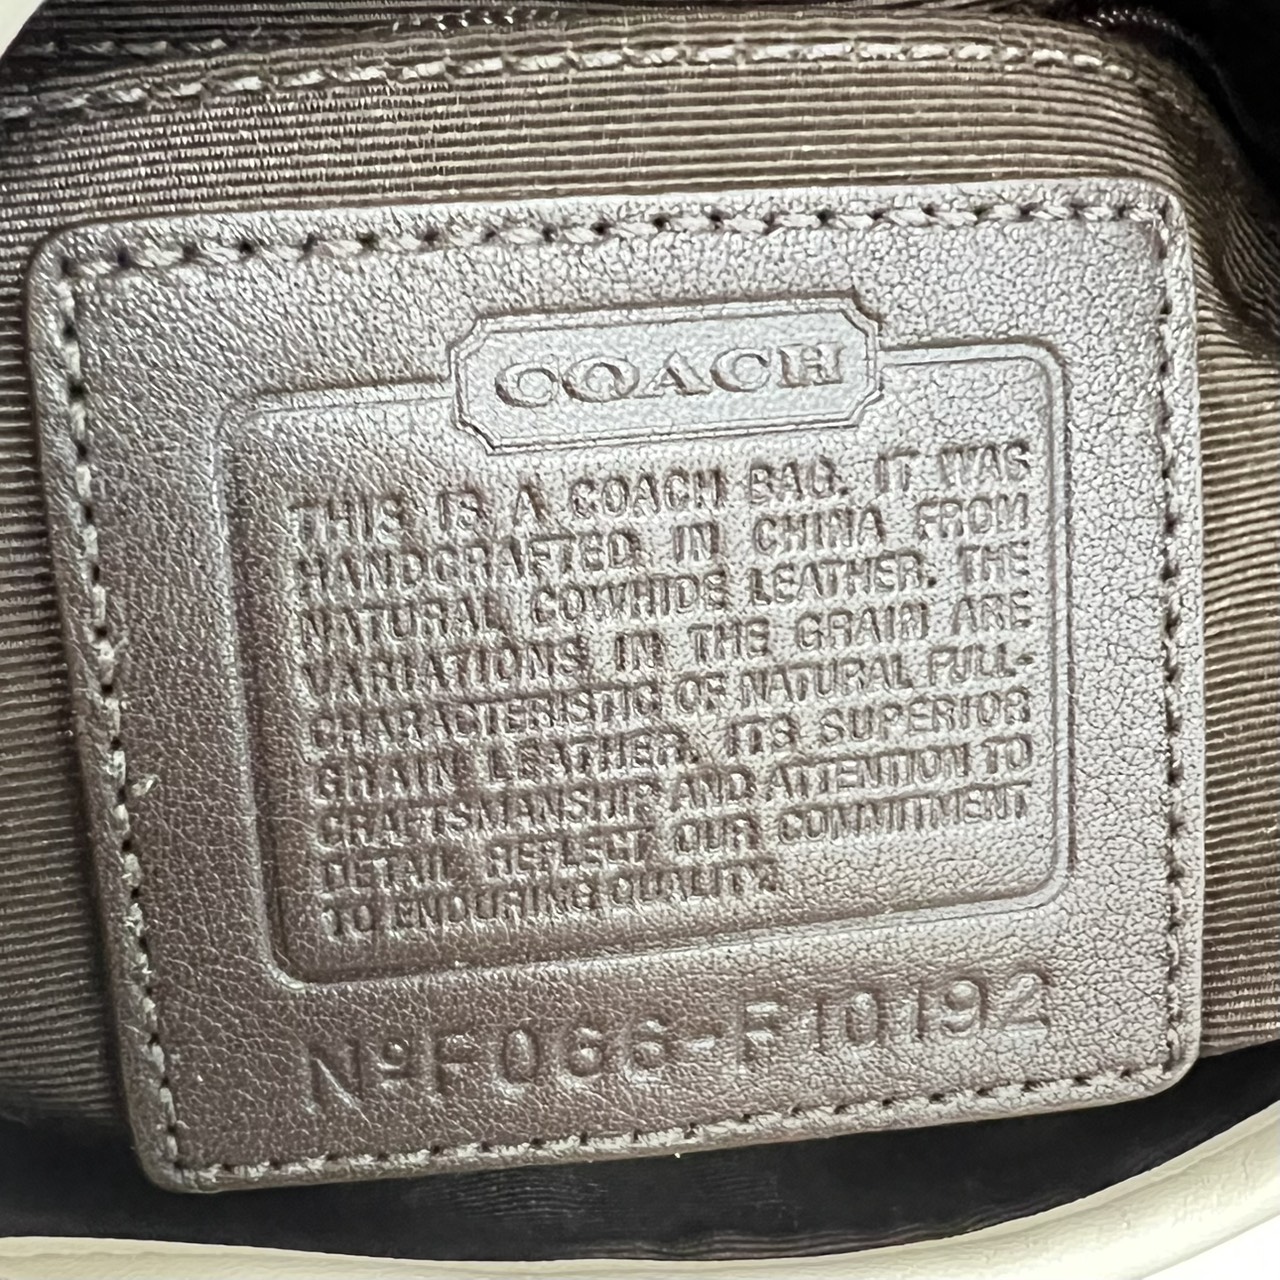 COACH
THIS IS A COACH BAG. IT WAS
HANDCRAFTED IN CHINA FROM
NATURAL COWHIDE LEATHER. THE
VARIATIONS IN THE GRAIN ARE
CHARACTERISTIC OF NATURAL FULL-
GRAIN LEATHER. ITS SUPERIOR
CRAFTSMANSHIP AND ATTENTION TO
DETAIL REFLECT OUR COMMITMENT
TO ENDURING QUALITY.
Nº F066-F10192